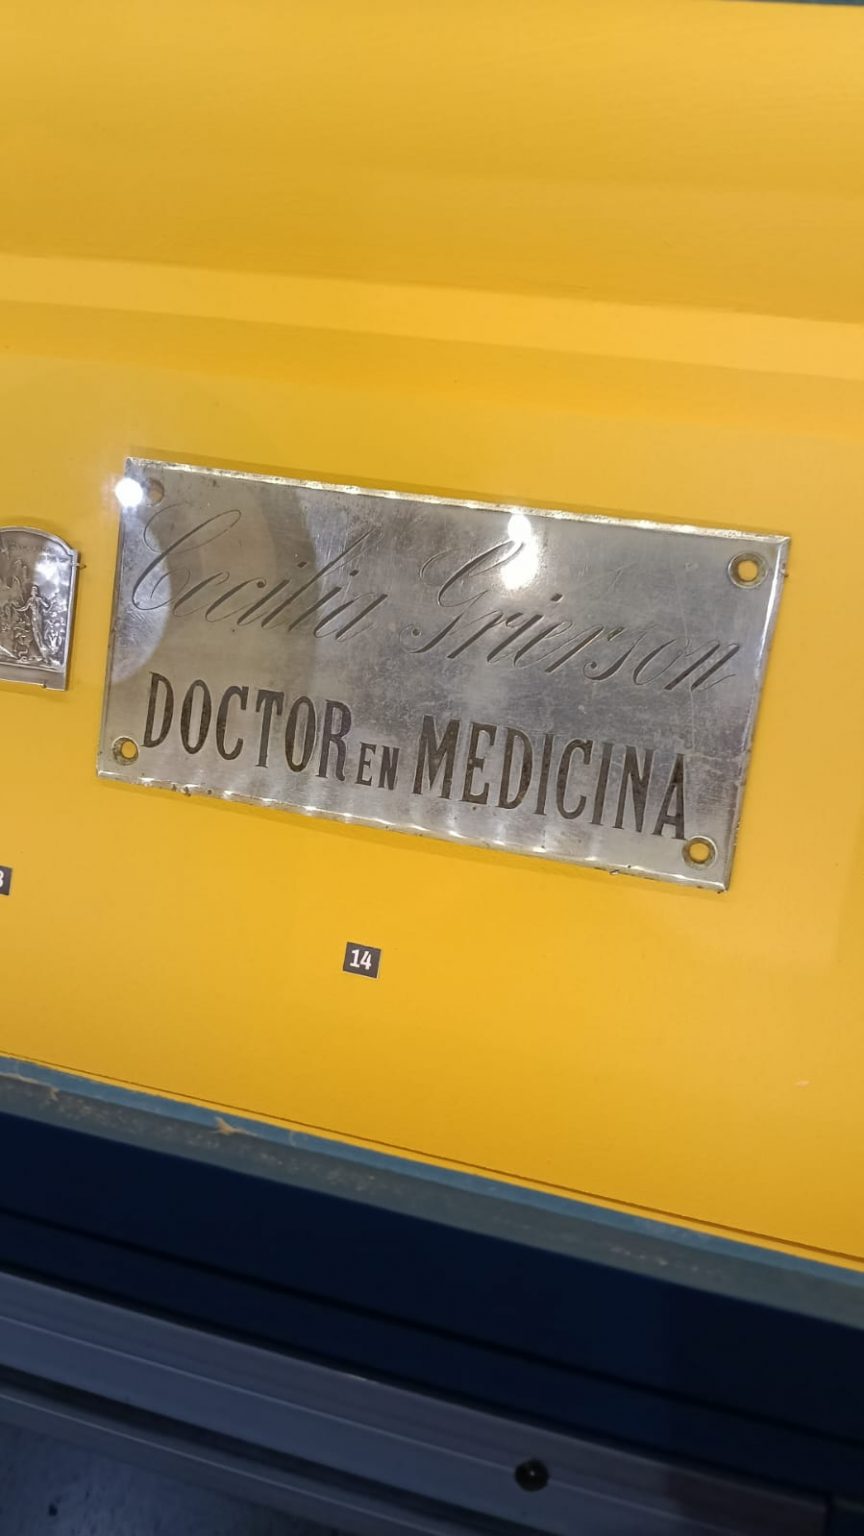 Cecilia Grierson
DOCTOR EN MEDICINA
14